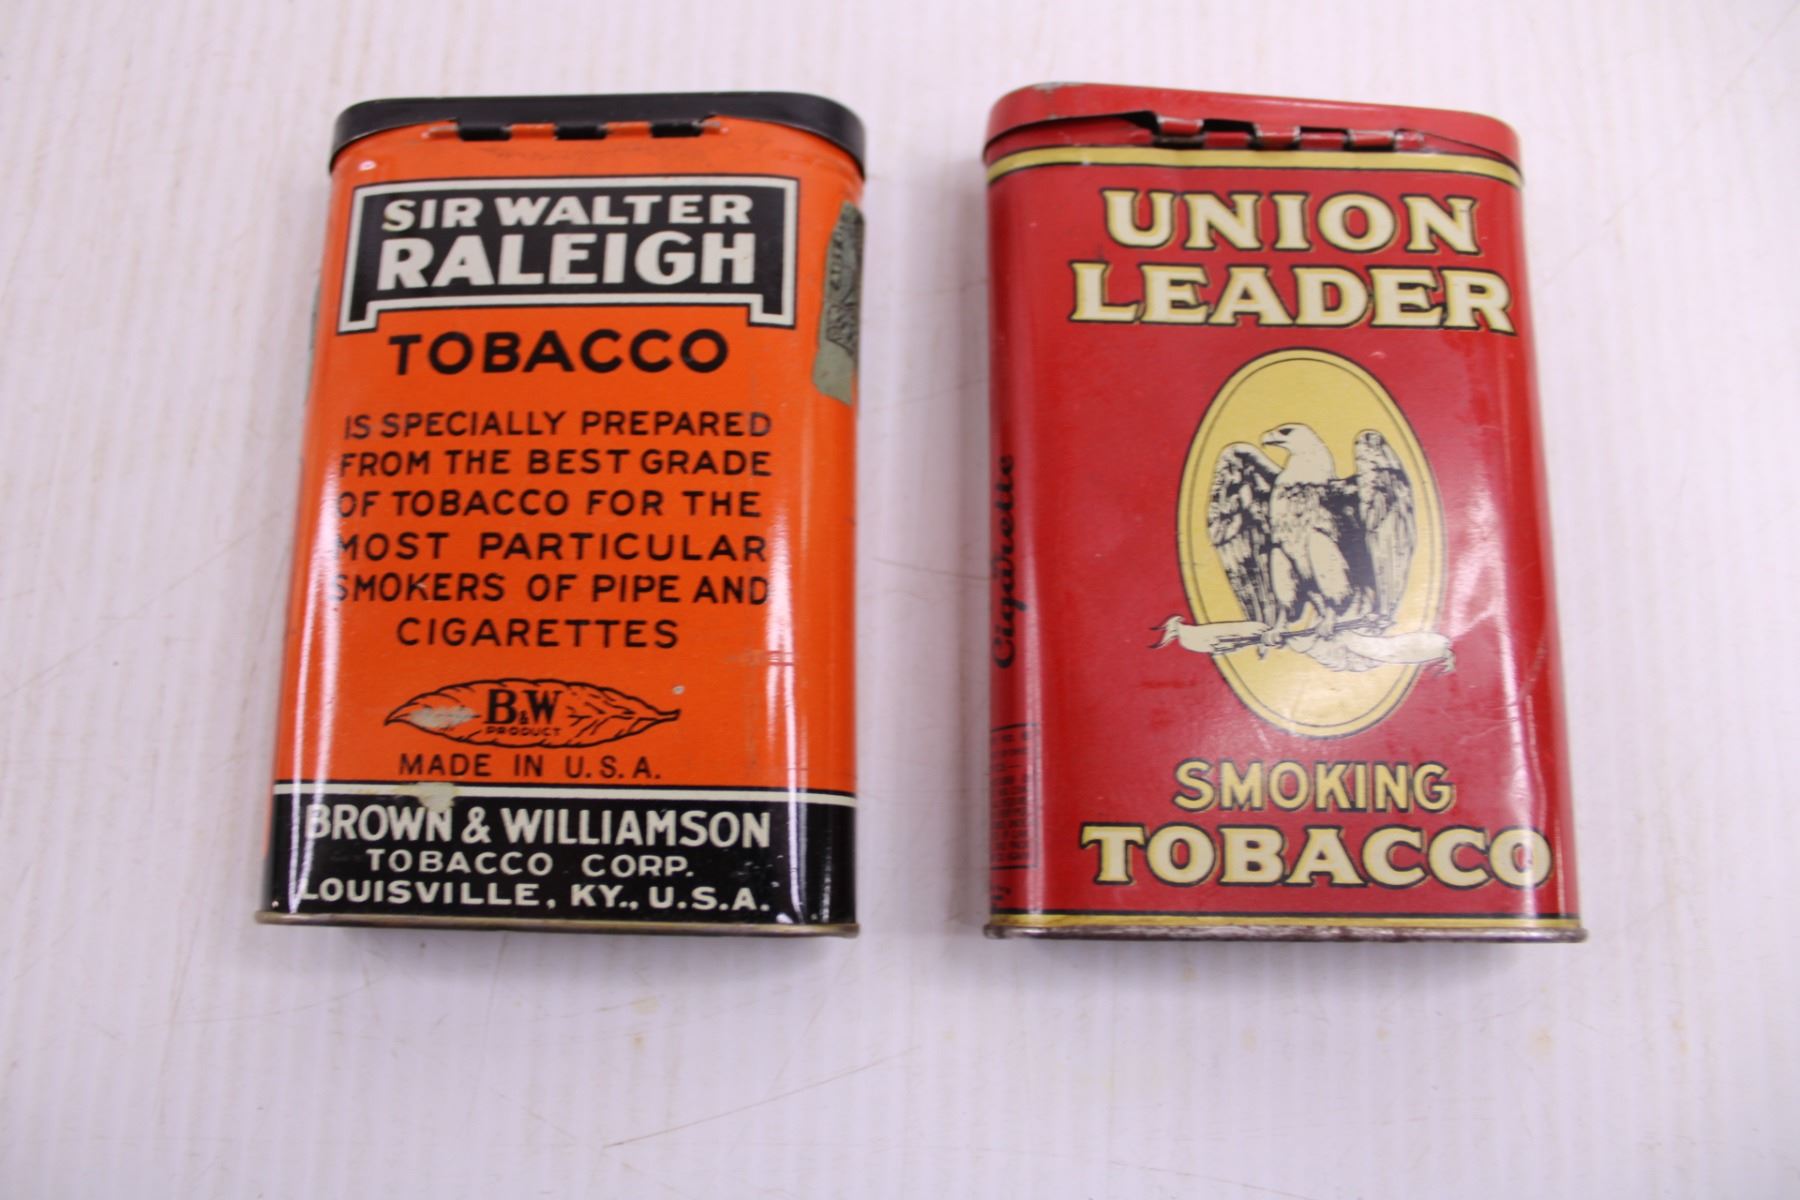 SIR WALTER
RALEIGH
TOBACCO
IS SPECIALLY PREPARED
FROM THE BEST GRADE
OF TOBACCO FOR THE
MOST PARTICULAR
SMOKERS OF PIPE AND
CIGARETTES
B&W
PRODUCT
MADE IN U.S.A.
BROWN & WILLIAMSON
TOBACCO CORP.
LOUISVILLE, KY., U.S.A.
UNION
LEADER
SMOKING
TOBACCO
Cigarette